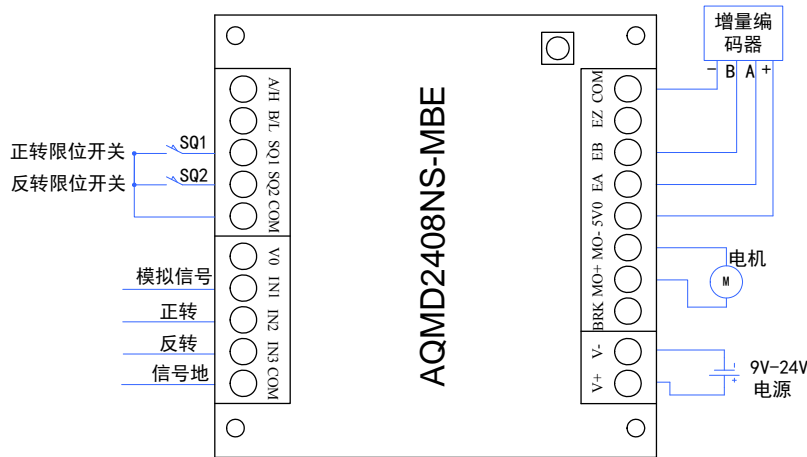 增量编
码器
- B A +
A/H
B/L
SQ1
SQ2
COM
正转限位开关
SQ1
反转限位开关
SQ2
V0
IN1
IN2
IN3
COM
模拟信号
正转
反转
信号地
AQMD2408NS-MBE
COM
EZ
EB
EA
5V0
MO-
MO+
BRK
电机
M
V-
V+
-
+
9V-24V
电源